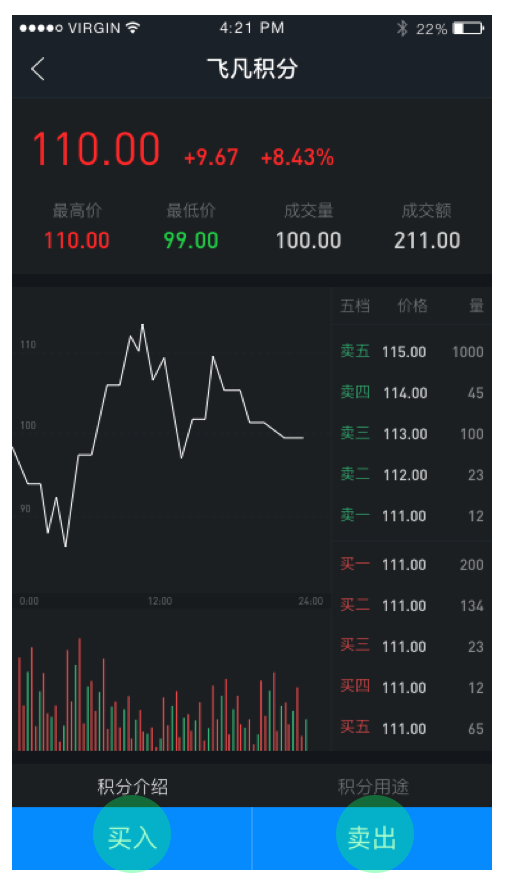 VIRGIN 4:21 PM 22%
飞凡积分
110.00 +9.67 +8.43%
最高价 最低价 成交量 成交额
110.00 99.00 100.00 211.00
五档 价格 量
110
卖五 115.00 1000
卖四 114.00 45
100
卖三 113.00 100
卖二 112.00 23
90
卖一 111.00 12
买一 111.00 200
0:00 12:00 24:00
买二 111.00 134
买三 111.00 23
买四 111.00 12
买五 111.00 65
积分介绍 积分用途
买入 卖出